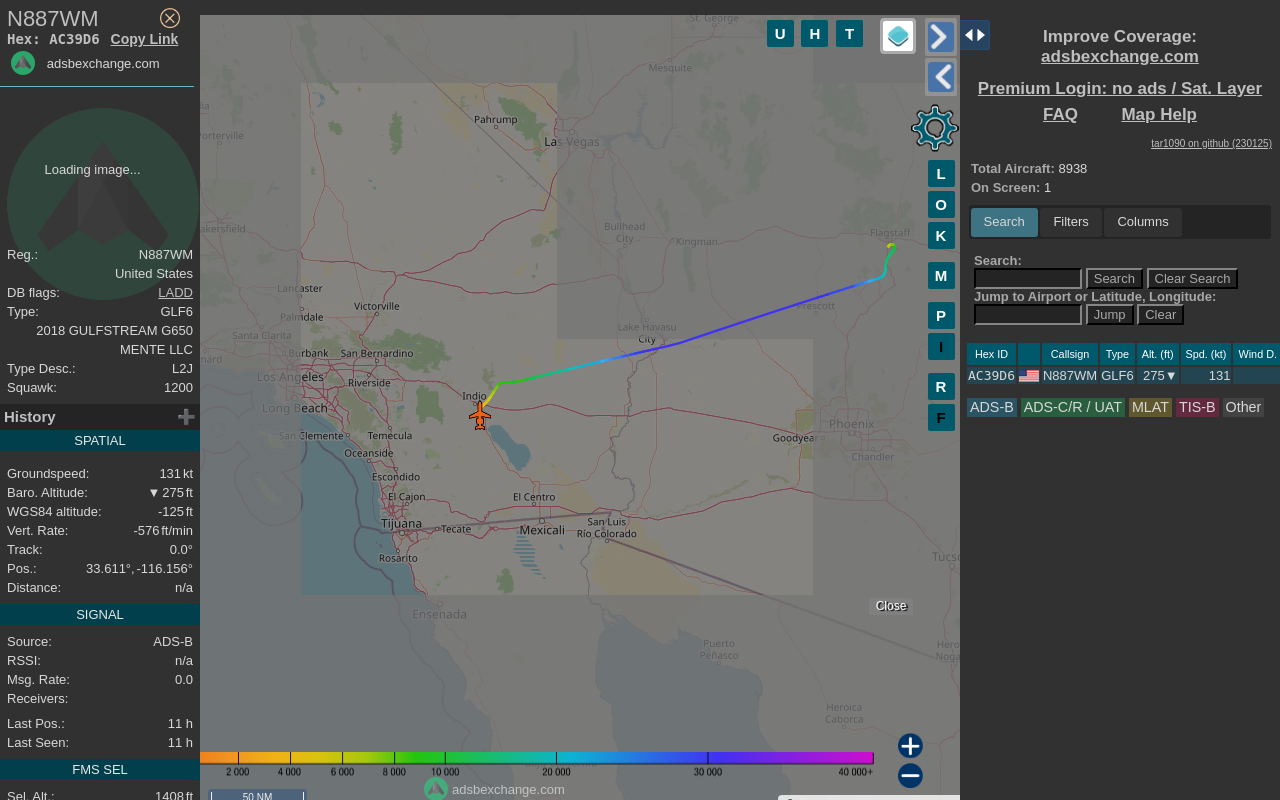 N887WM
Hex: AC39D6 Copy Link
adsbexchange.com
Loading image...
Reg.: N887WM
United States
DB flags: LADD
Type: GLF6
2018 GULFSTREAM G650
MENTE LLC
Type Desc.: L2J
Squawk: 1200
History
SPATIAL
Groundspeed: 131 kt
Baro. Altitude: ▼ 275 ft
WGS84 altitude: -125 ft
Vert. Rate: -576 ft/min
Track: 0.0°
Pos.: 33.611°, -116.156°
Distance: n/a
SIGNAL
Source: ADS-B
RSSI: n/a
Msg. Rate: 0.0
Receivers:
Last Pos.: 11 h
Last Seen: 11 h
FMS SEL
Sel. Alt.: 1408 ft
U H T
L
O
K
M
P
I
R
F
St. George
Mesquite
Pahrump
Las Vegas
Porterville
Bullhead
City
Kingman
Flagstaff
Lancaster
Victorville
Palmdale
Prescott
Santa Clarita
Lake Havasu
City
Burbank
San Bernardino
Los Angeles
Riverside
Indio
Long Beach
Phoenix
San Clemente
Temecula
Goodyear
Oceanside
Chandler
Escondido
El Cajon
El Centro
Tijuana
Tecate
Mexicali
San Luis
Río Colorado
Rosarito
Ensenada
Puerto
Peñasco
Heroica
Caborca
Close
2 000 4 000 6 000 8 000 10 000 20 000 30 000 40 000+
50 NM
adsbexchange.com
Improve Coverage:
adsbexchange.com
Premium Login: no ads / Sat. Layer
FAQ Map Help
tar1090 on github (230125)
Total Aircraft: 8938
On Screen: 1
Search Filters Columns
Search:
Search Clear Search
Jump to Airport or Latitude, Longitude:
Jump Clear
Hex ID Callsign Type Alt. (ft) Spd. (kt) Wind D.
AC39D6 N887WM GLF6 275▼ 131
ADS-B ADS-C/R / UAT MLAT TIS-B Other